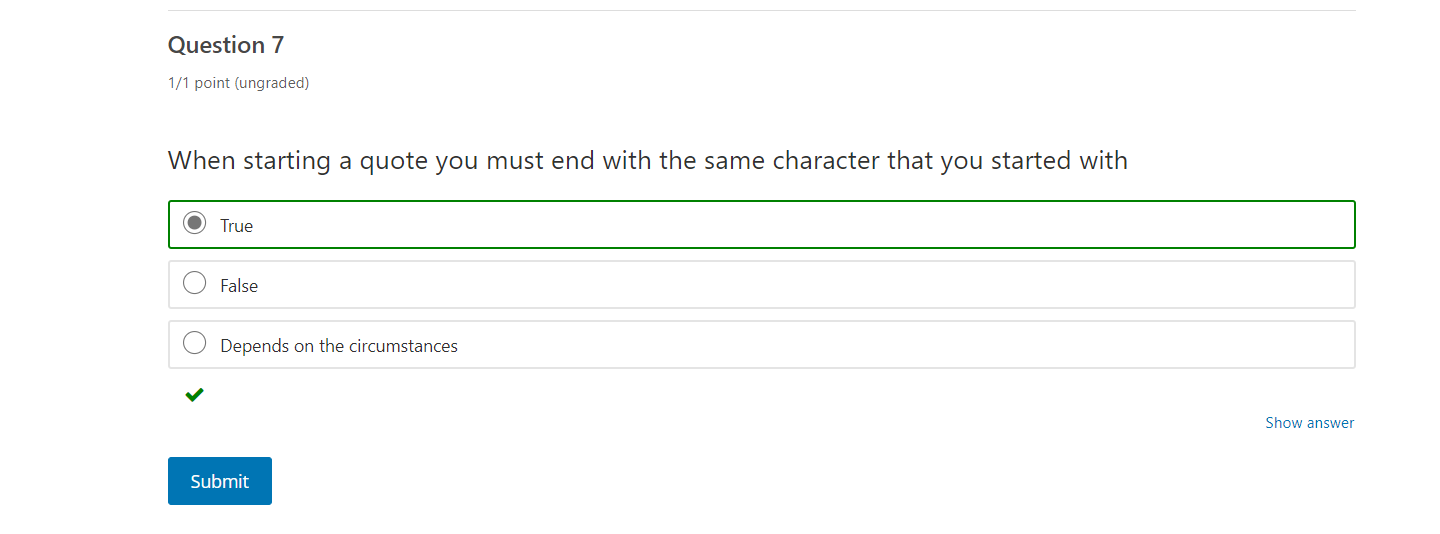 Question 7
1/1 point (ungraded)
When starting a quote you must end with the same character that you started with
True
False
Depends on the circumstances
Show answer
Submit